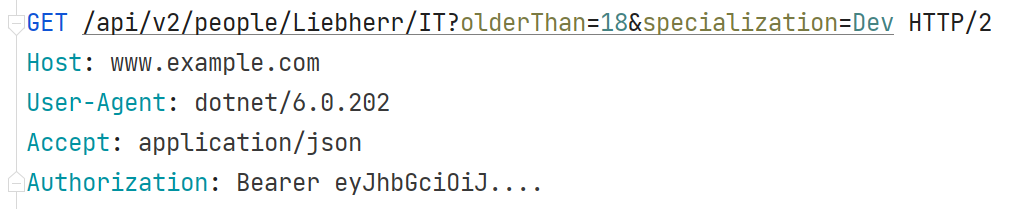 GET /api/v2/people/Liebherr/IT?olderThan=18&specialization=Dev HTTP/2
Host: www.example.com
User-Agent: dotnet/6.0.202
Accept: application/json
Authorization: Bearer eyJhbGciOiJ....